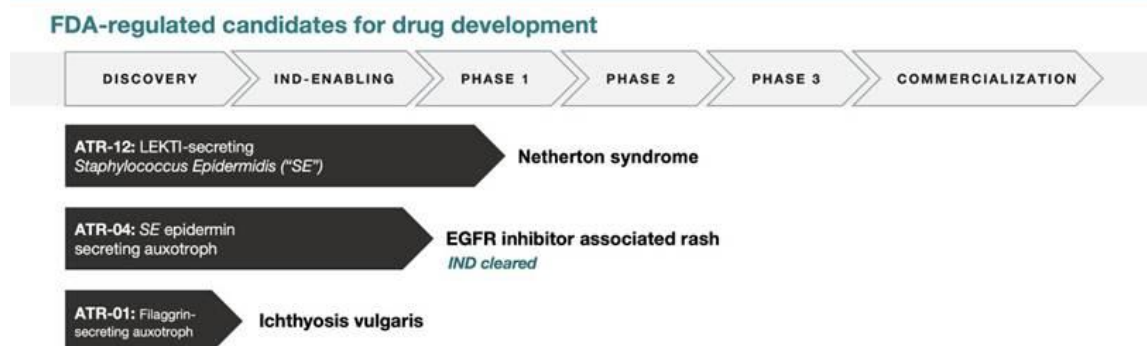 FDA-regulated candidates for drug development
DISCOVERY
IND-ENABLING
PHASE 1
PHASE 2
PHASE 3
COMMERCIALIZATION
ATR-12: LEKTI-secreting
Staphylococcus Epidermidis ("SE")
Netherton syndrome
ATR-04: SE epidermin
secreting auxotroph
EGFR inhibitor associated rash
IND cleared
ATR-01: Filaggrin-
secreting auxotroph
Ichthyosis vulgaris